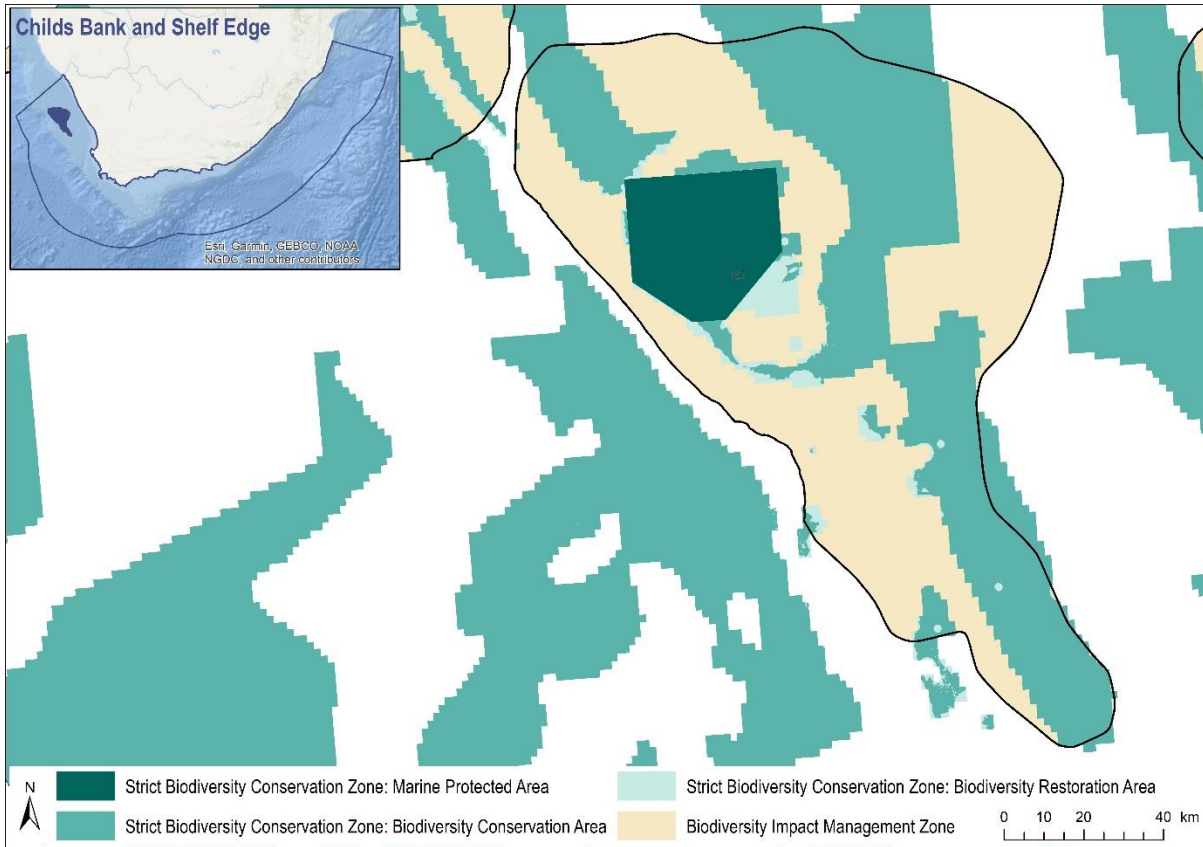 Childs Bank and Shelf Edge
Esri, Garmin, GEBCO, NOAA
NGDC, and other contributors
N
Strict Biodiversity Conservation Zone: Marine Protected Area
Strict Biodiversity Conservation Zone: Biodiversity Restoration Area
Strict Biodiversity Conservation Zone: Biodiversity Conservation Area
Biodiversity Impact Management Zone
0 10 20 40 km